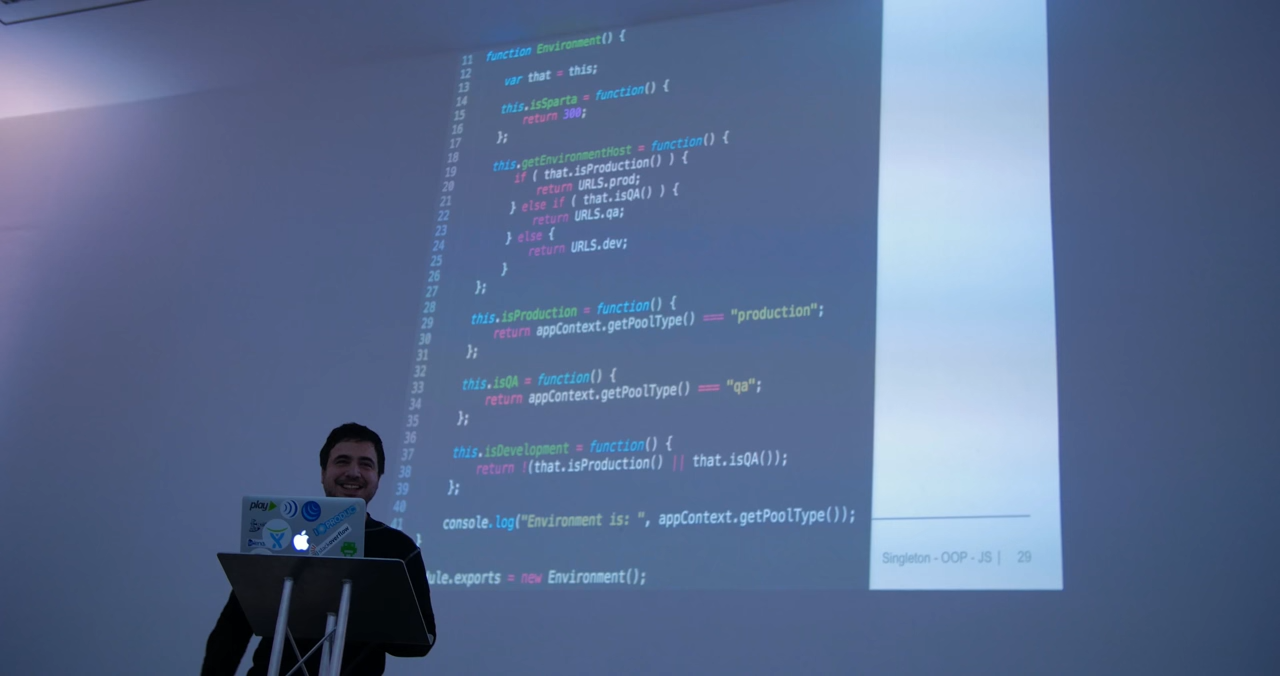 11 function Environment() {
12
13 var that = this;
14
15 this.isSparta = function() {
16 return 300;
17 };
18
19 this.getEnvironmentHost = function() {
20 if ( that.isProduction() ) {
21 return URLS.prod;
22 } else if ( that.isQA() ) {
23 return URLS.qa;
24 } else {
25 return URLS.dev;
26 }
27 };
28
29 this.isProduction = function() {
30 return appContext.getPoolType() === "production";
31 };
32
33 this.isQA = function() {
34 return appContext.getPoolType() === "qa";
35 };
36
37 this.isDevelopment = function() {
38 return !(that.isProduction() || that.isQA());
39 };
40
41 console.log("Environment is: ", appContext.getPoolType());
}
ule.exports = new Environment();
Singleton - OOP - JS | 29
play